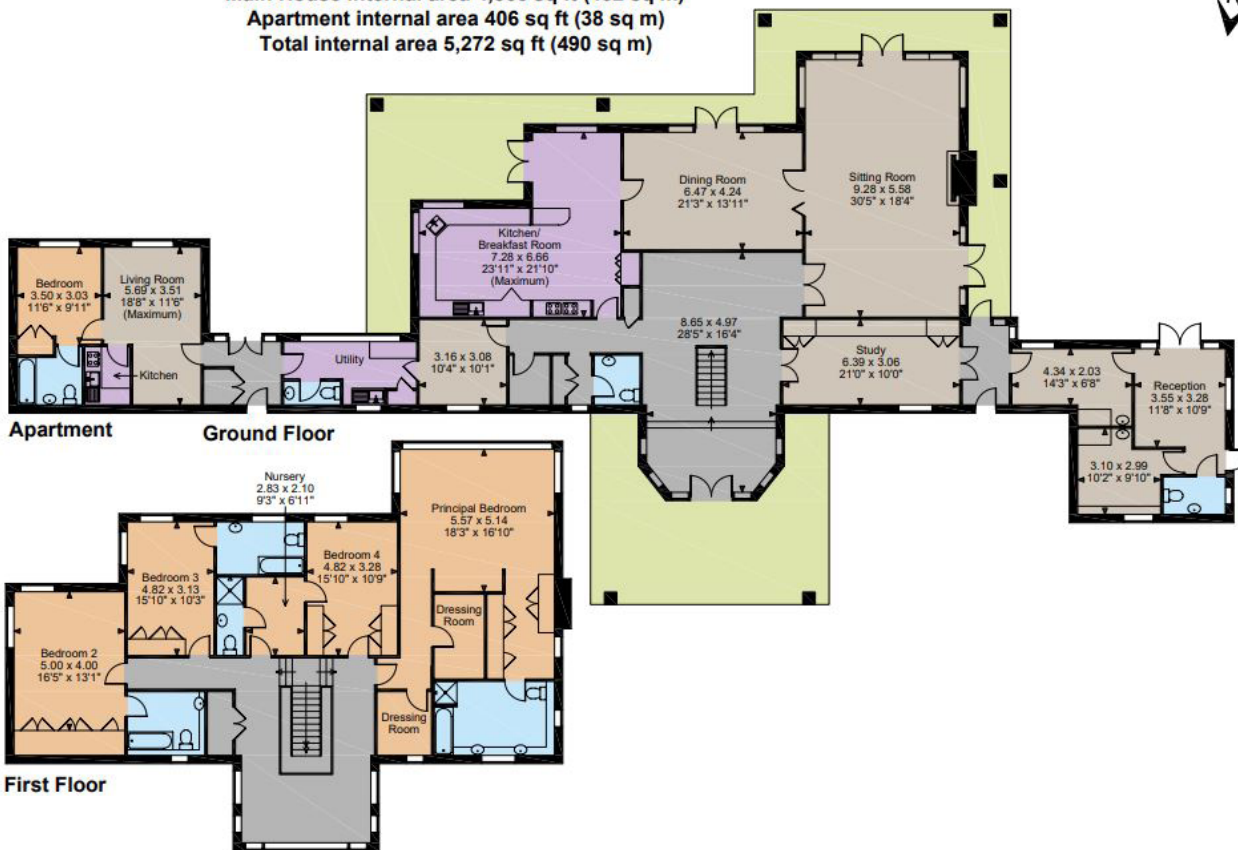 Apartment internal area 406 sq ft (38 sq m)
Total internal area 5,272 sq ft (490 sq m)
Sitting Room
9.28 x 5.58
30'5" x 18'4"
Dining Room
6.47 x 4.24
21'3" x 13'11"
Kitchen/
Breakfast Room
7.28 x 6.66
23'11" x 21'10"
(Maximum)
Bedroom
3.50 x 3.03
11'6" x 9'11"
Living Room
5.69 x 3.51
18'8" x 11'6"
(Maximum)
Kitchen
Utility
3.16 x 3.08
10'4" x 10'1"
8.65 x 4.97
28'5" x 16'4"
Study
6.39 x 3.06
21'0" x 10'0"
4.34 x 2.03
14'3" x 6'8"
Reception
3.55 x 3.28
11'8" x 10'9"
3.10 x 2.99
10'2" x 9'10"
Apartment
Ground Floor
Nursery
2.83 x 2.10
9'3" x 6'11"
Principal Bedroom
5.57 x 5.14
18'3" x 16'10"
Bedroom 4
4.82 x 3.28
15'10" x 10'9"
Bedroom 3
4.82 x 3.13
15'10" x 10'3"
Dressing
Room
Bedroom 2
5.00 x 4.00
16'5" x 13'1"
Dressing
Room
First Floor